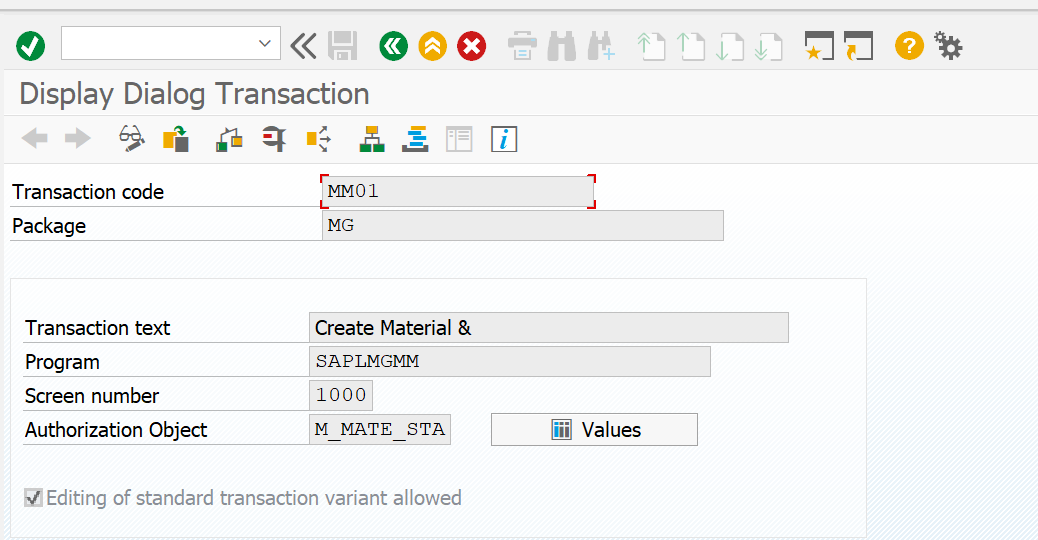 Display Dialog Transaction
Transaction code MM01
Package MG
Transaction text Create Material &
Program SAPLMGMM
Screen number 1000
Authorization Object M_MATE_STA Values
Editing of standard transaction variant allowed